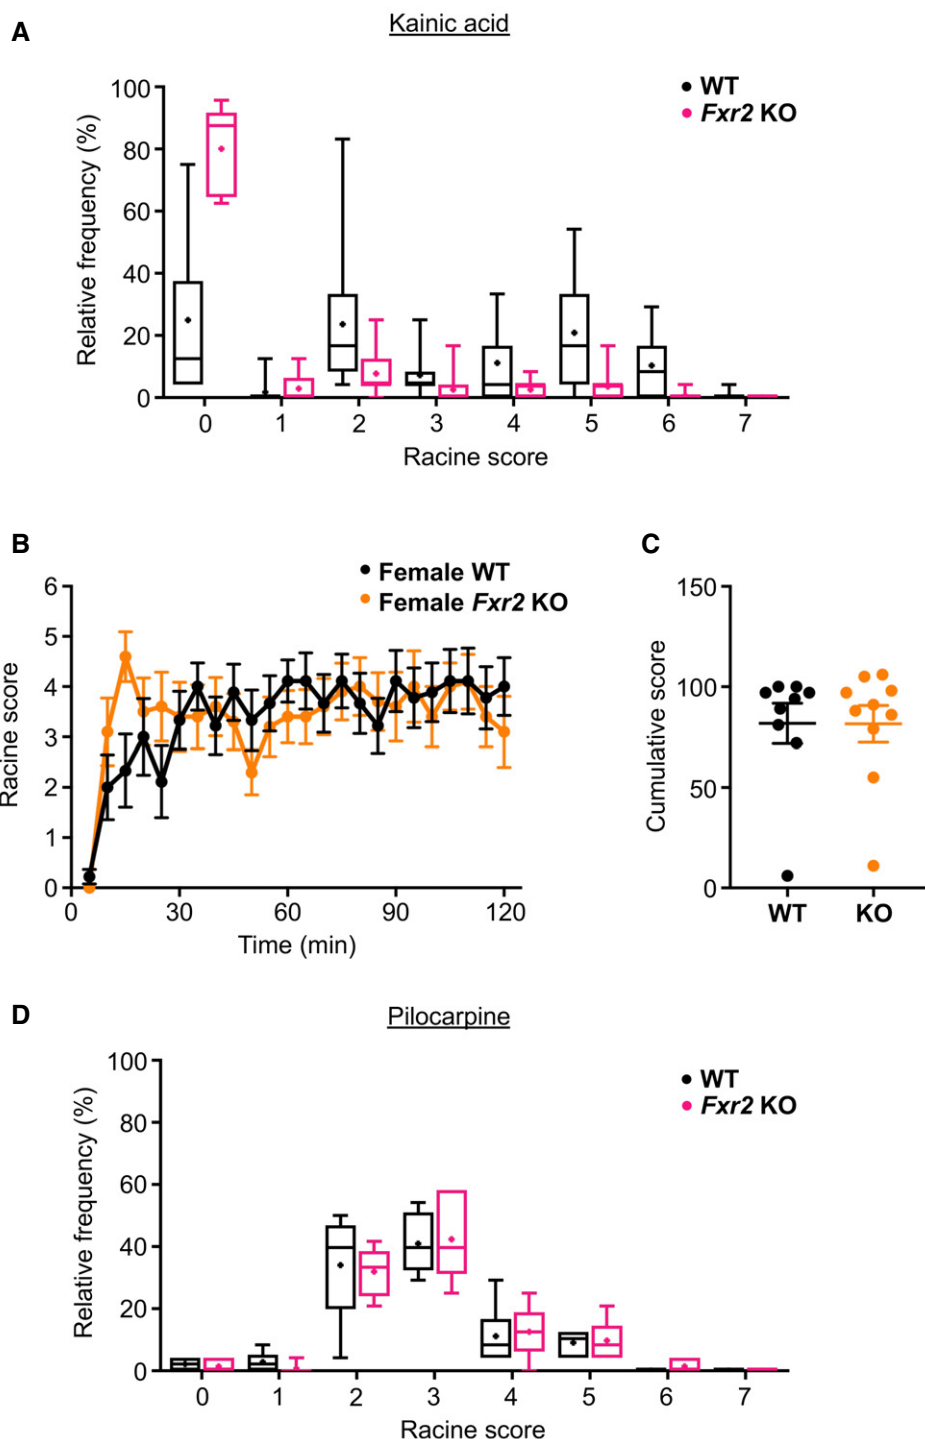 A
Kainic acid
WT
Fxr2 KO
Relative frequency (%)
100
80
60
40
20
0
0 1 2 3 4 5 6 7
Racine score
B
Female WT
Female Fxr2 KO
Racine score
6
5
4
3
2
1
0
0 30 60 90 120
Time (min)
C
Cumulative score
150
100
50
0
WT KO
D
Pilocarpine
WT
Fxr2 KO
Relative frequency (%)
100
80
60
40
20
0
0 1 2 3 4 5 6 7
Racine score